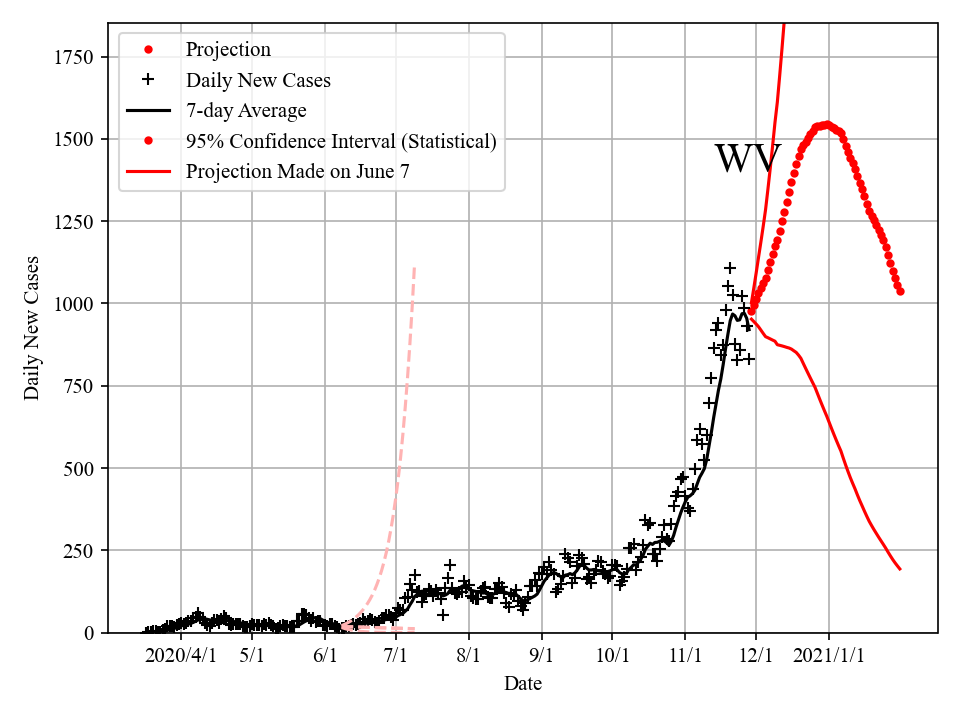 1750
1500
1250
1000
750
500
250
0
Daily New Cases
Projection
Daily New Cases
7-day Average
95% Confidence Interval (Statistical)
Projection Made on June 7
WV
2020/4/1 5/1 6/1 7/1 8/1 9/1 10/1 11/1 12/1 2021/1/1
Date